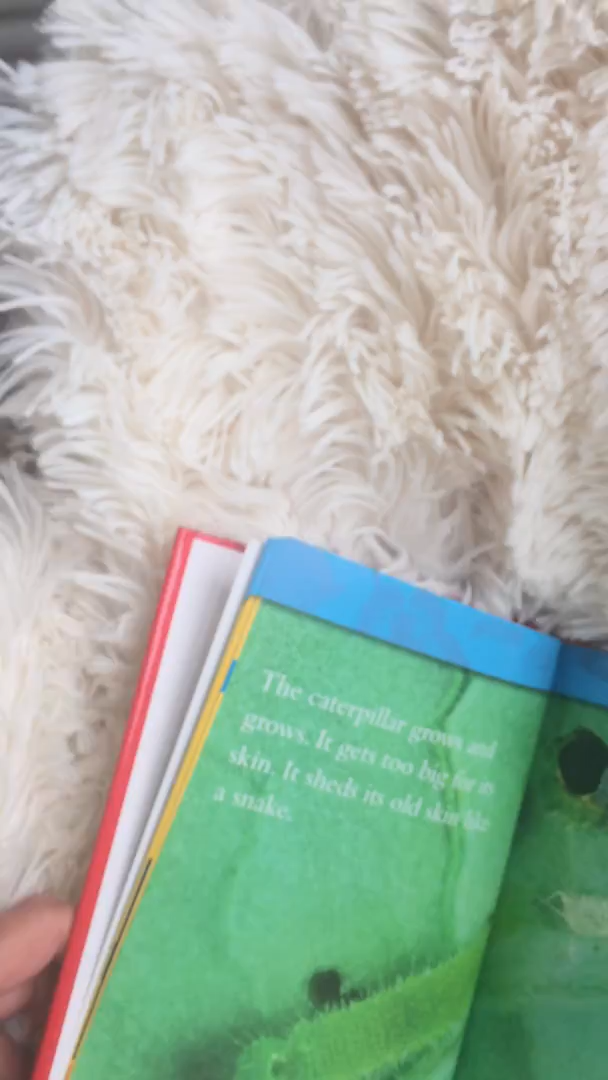 The caterpillar grows and
grows. It gets too big for its
skin. It sheds its old skin like
a snake.